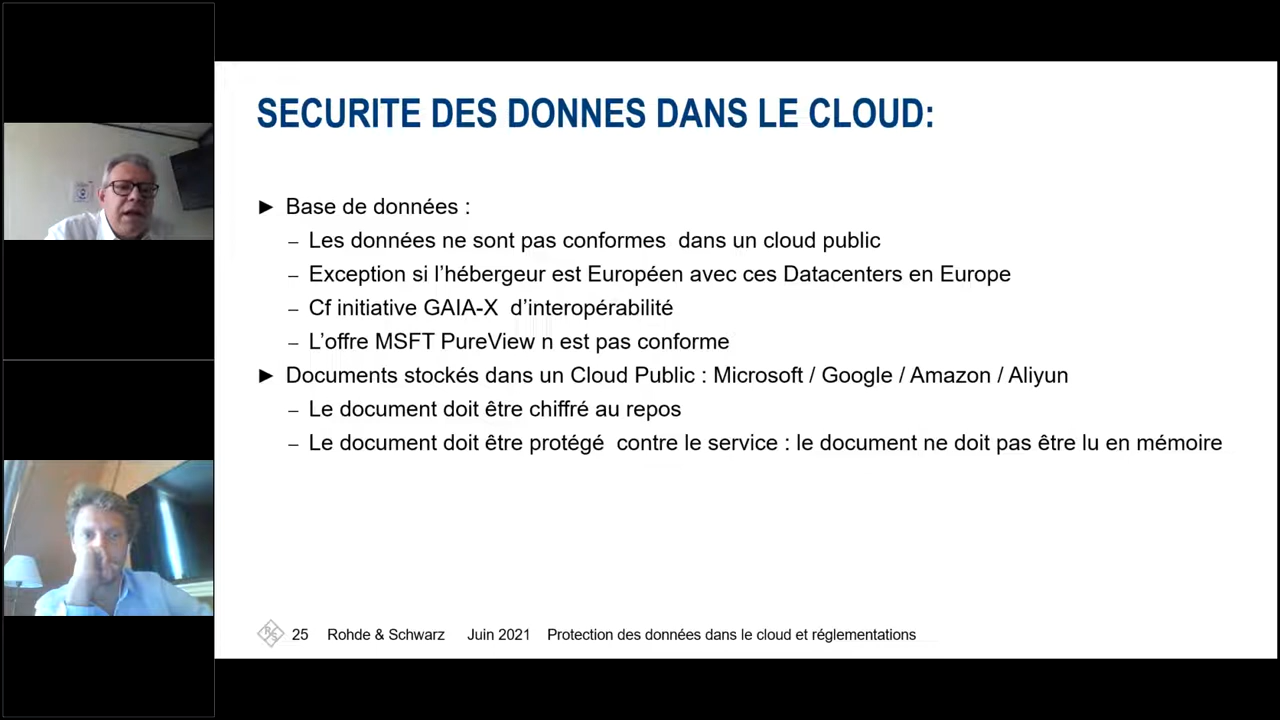 SECURITE DES DONNES DANS LE CLOUD:
► Base de données :
– Les données ne sont pas conformes dans un cloud public
– Exception si l’hébergeur est Européen avec ces Datacenters en Europe
– Cf initiative GAIA-X d’interopérabilité
– L’offre MSFT PureView n est pas conforme
► Documents stockés dans un Cloud Public : Microsoft / Google / Amazon / Aliyun
– Le document doit être chiffré au repos
– Le document doit être protégé contre le service : le document ne doit pas être lu en mémoire
25 Rohde & Schwarz Juin 2021 Protection des données dans le cloud et réglementations